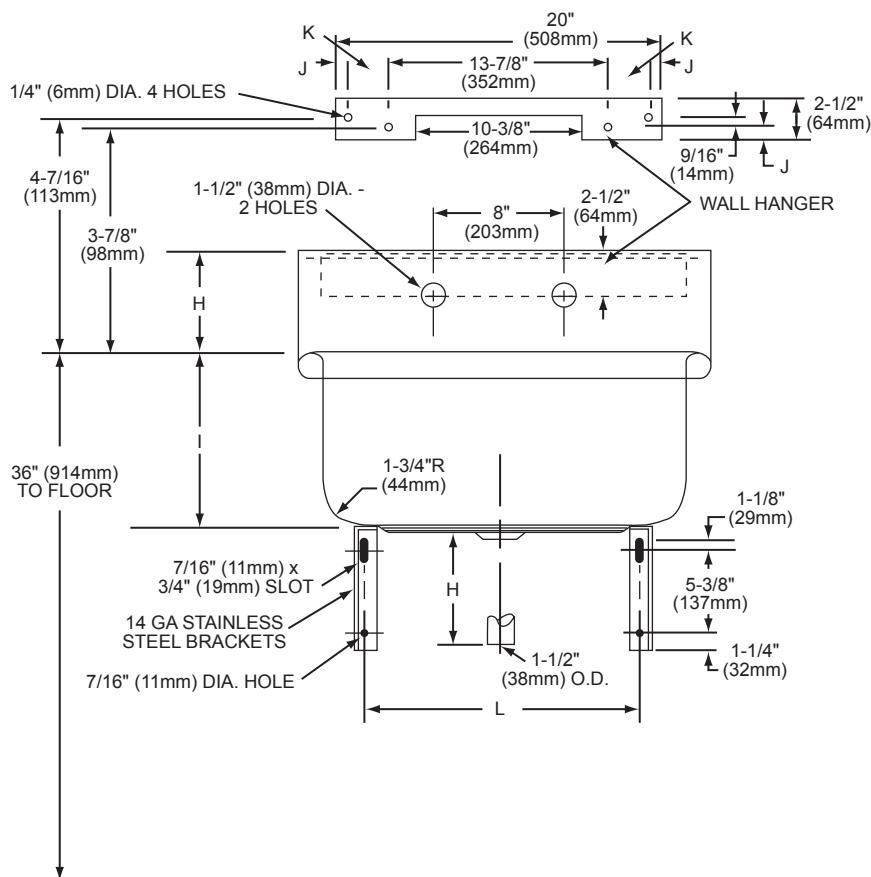 K
20"
(508mm)
K
J
13-7/8"
(352mm)
J
1/4" (6mm) DIA. 4 HOLES
2-1/2"
(64mm)
10-3/8"
(264mm)
9/16"
(14mm)
J
4-7/16"
(113mm)
1-1/2" (38mm) DIA. -
2 HOLES
8"
(203mm)
2-1/2"
(64mm)
WALL HANGER
3-7/8"
(98mm)
H
I
36" (914mm)
TO FLOOR
1-3/4"R
(44mm)
1-1/8"
(29mm)
7/16" (11mm) x
3/4" (19mm) SLOT
H
5-3/8"
(137mm)
14 GA STAINLESS
STEEL BRACKETS
1-1/2"
(38mm) O.D.
1-1/4"
(32mm)
7/16" (11mm) DIA. HOLE
L